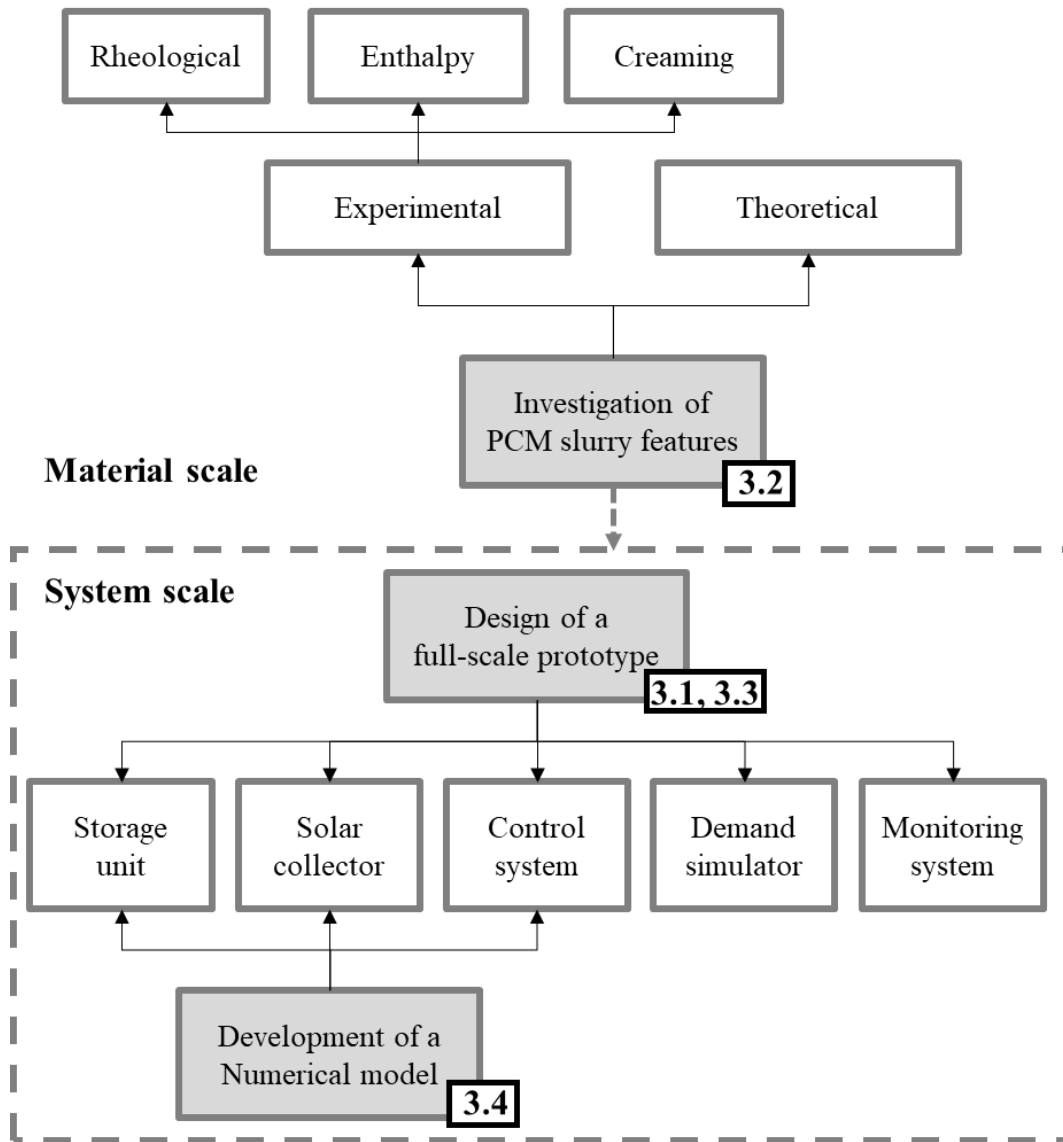 Rheological
Enthalpy
Creaming
Experimental
Theoretical
Investigation of
PCM slurry features
3.2
Material scale
System scale
Design of a
full-scale prototype
3.1, 3.3
Storage
unit
Solar
collector
Control
system
Demand
simulator
Monitoring
system
Development of a
Numerical model
3.4